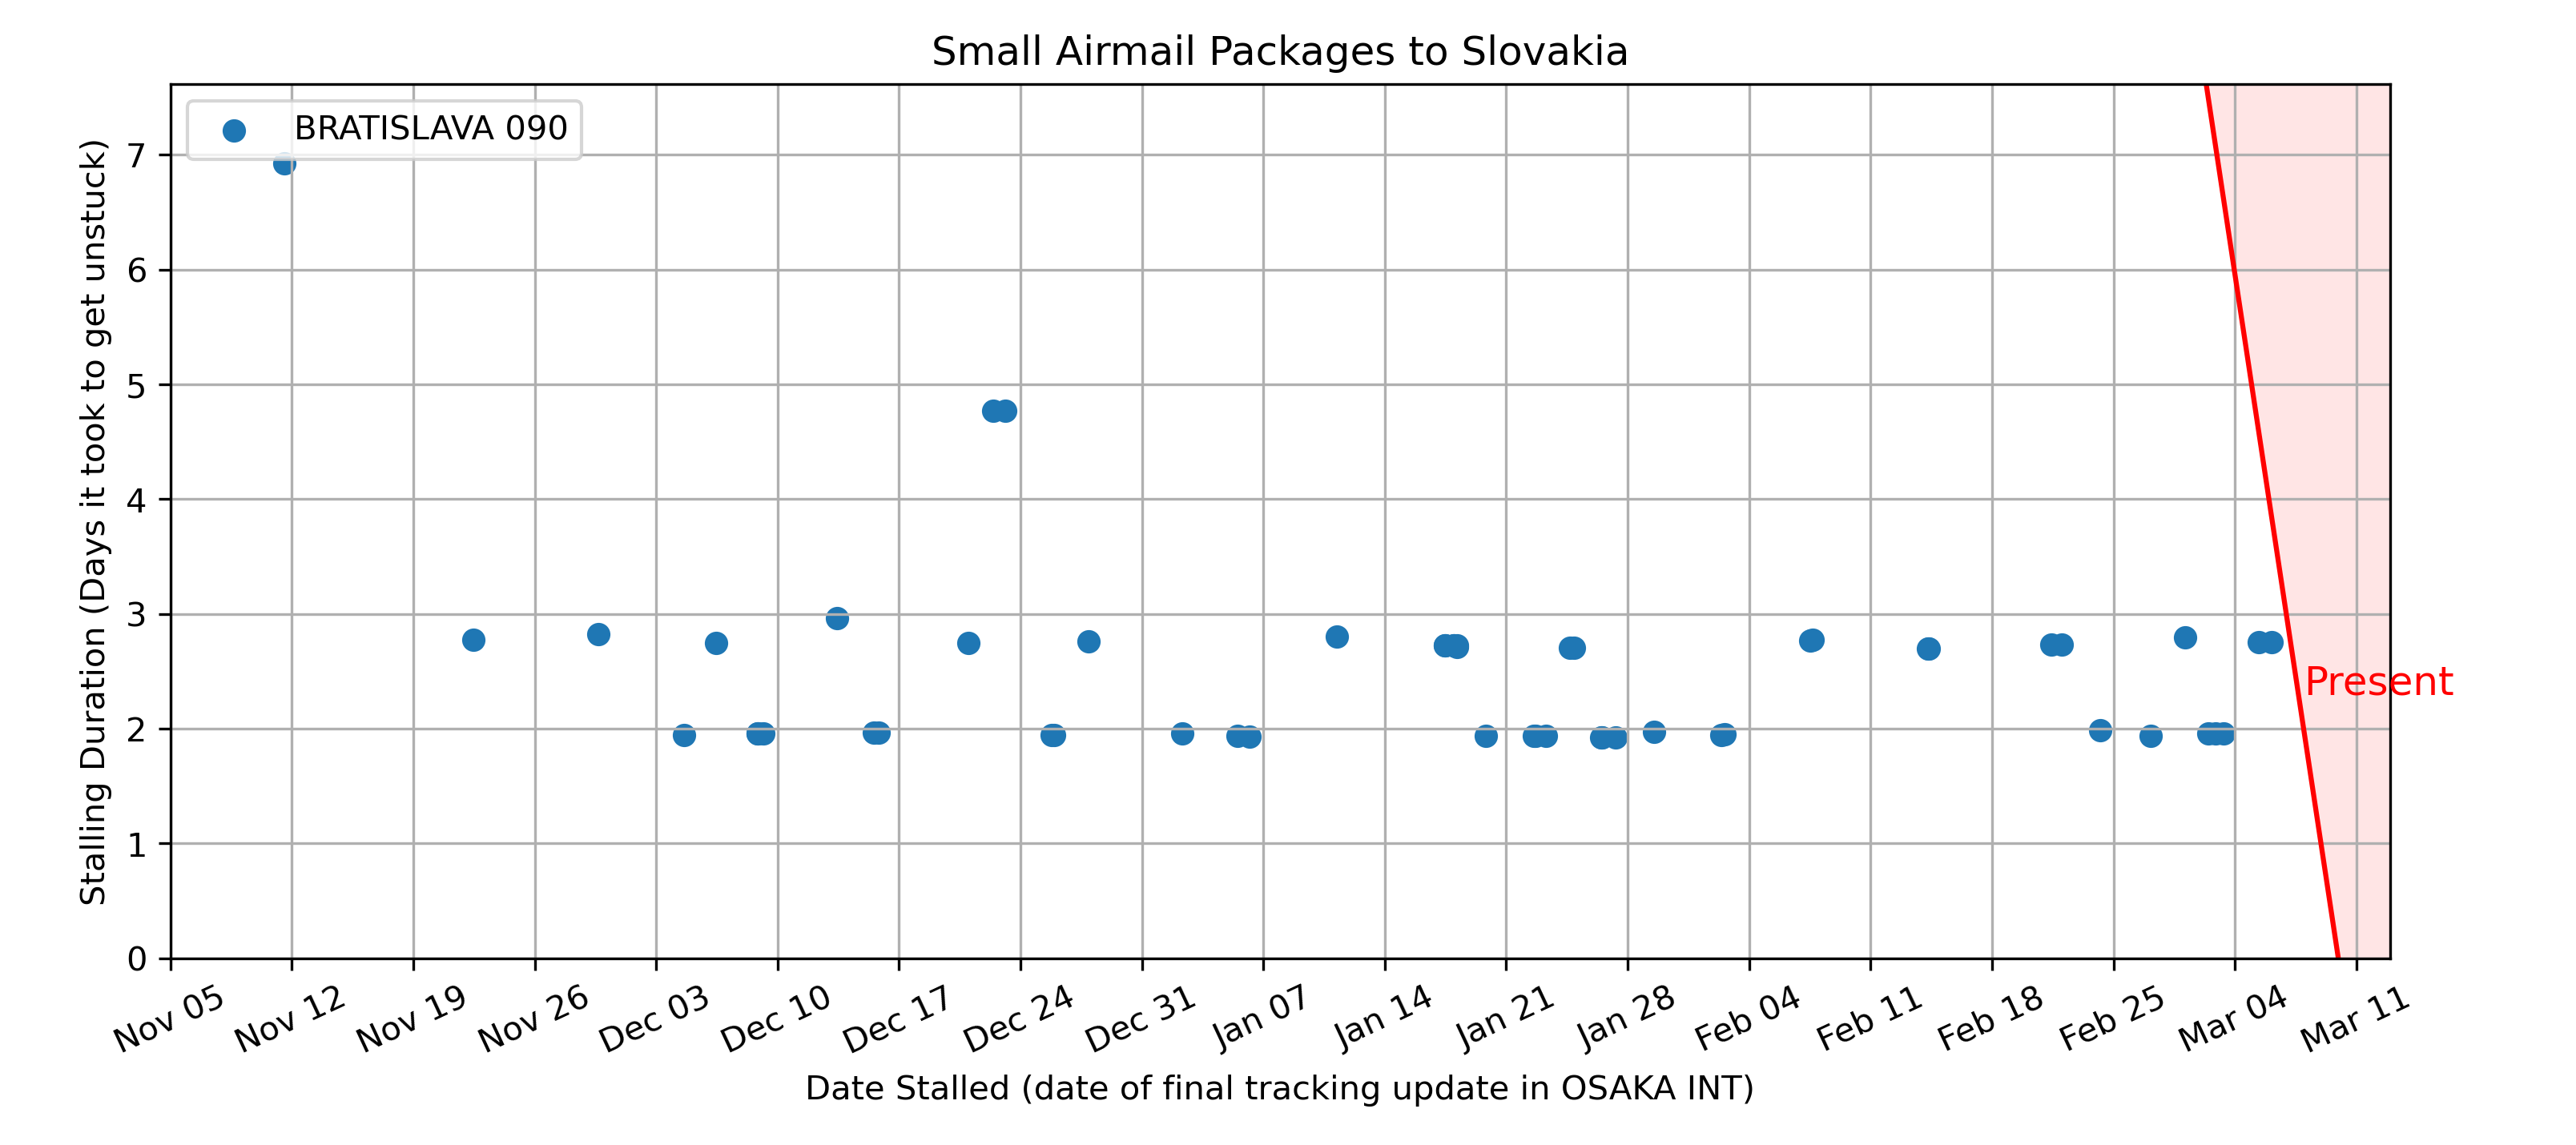 Small Airmail Packages to Slovakia
BRATISLAVA 090
Stalling Duration (Days it took to get unstuck)
7
6
5
4
3
2
1
0
Present
Nov 05
Nov 12
Nov 19
Nov 26
Dec 03
Dec 10
Dec 17
Dec 24
Dec 31
Jan 07
Jan 14
Jan 21
Jan 28
Feb 04
Feb 11
Feb 18
Feb 25
Mar 04
Mar 11
Date Stalled (date of final tracking update in OSAKA INT)